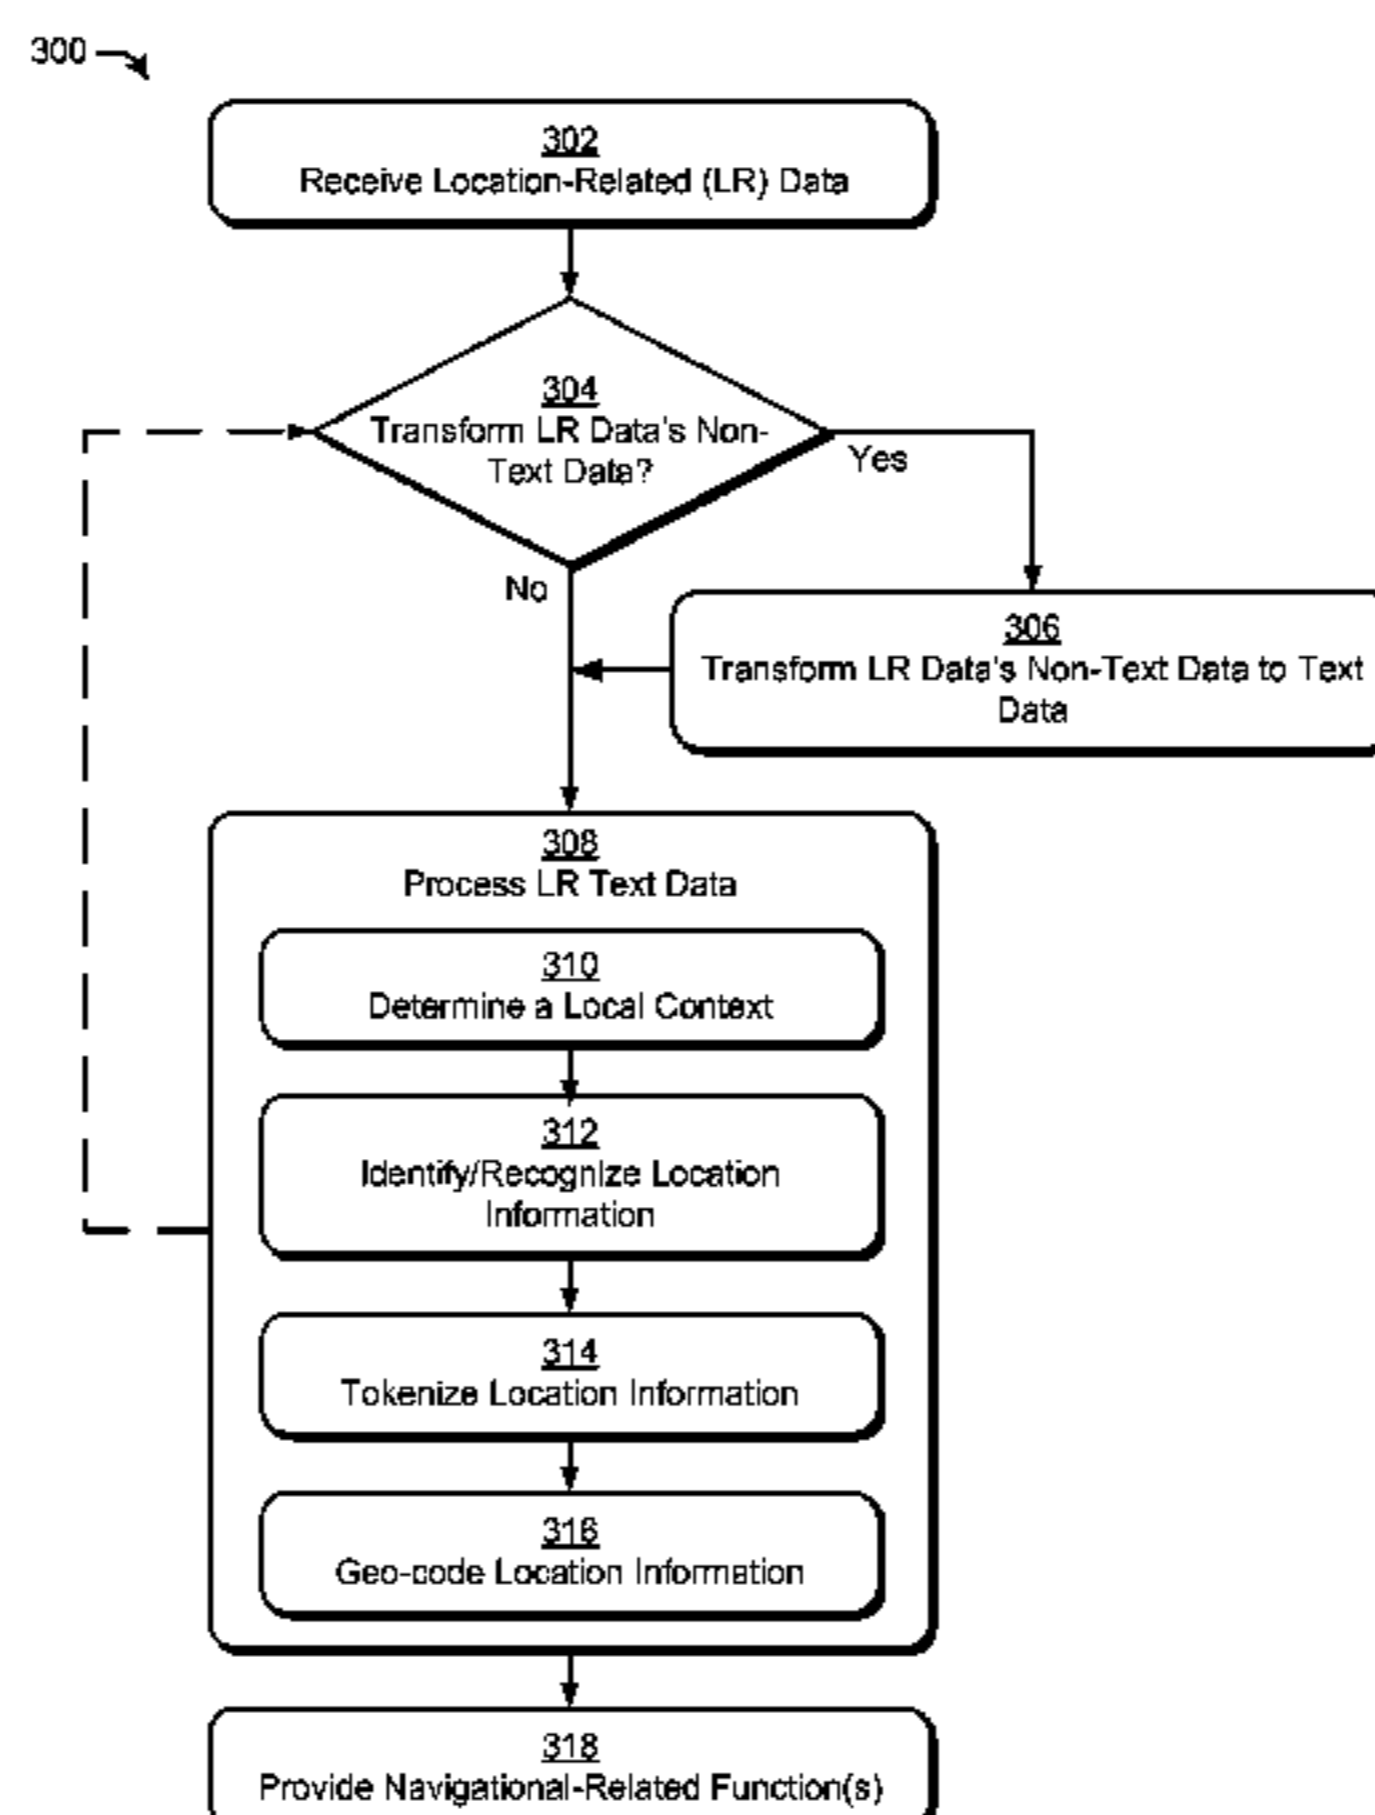 300
302
Receive Location-Related (LR) Data
304
Transform LR Data's Non-
Text Data?
Yes
No
306
Transform LR Data's Non-Text Data to Text
Data
308
Process LR Text Data
310
Determine a Local Context
312
Identify/Recognize Location
Information
314
Tokenize Location Information
316
Geo-code Location Information
318
Provide Navigational-Related Function(s)